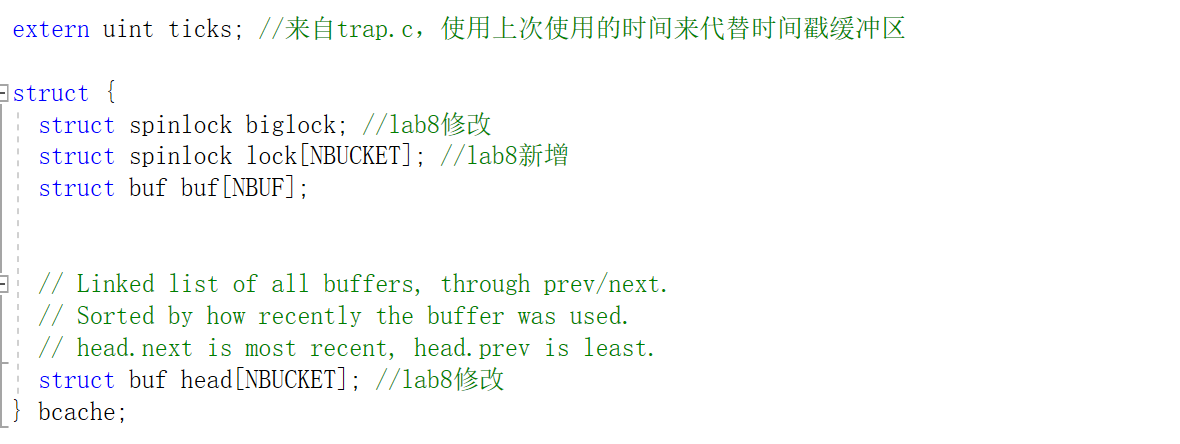 extern uint ticks; //来自trap.c，使用上次使用的时间来代替时间戳缓冲区
struct {
struct spinlock biglock; //lab8修改
struct spinlock lock[NBUCKET]; //lab8新增
struct buf buf[NBUF];
// Linked list of all buffers, through prev/next.
// Sorted by how recently the buffer was used.
// head.next is most recent, head.prev is least.
struct buf head[NBUCKET]; //lab8修改
} bcache;